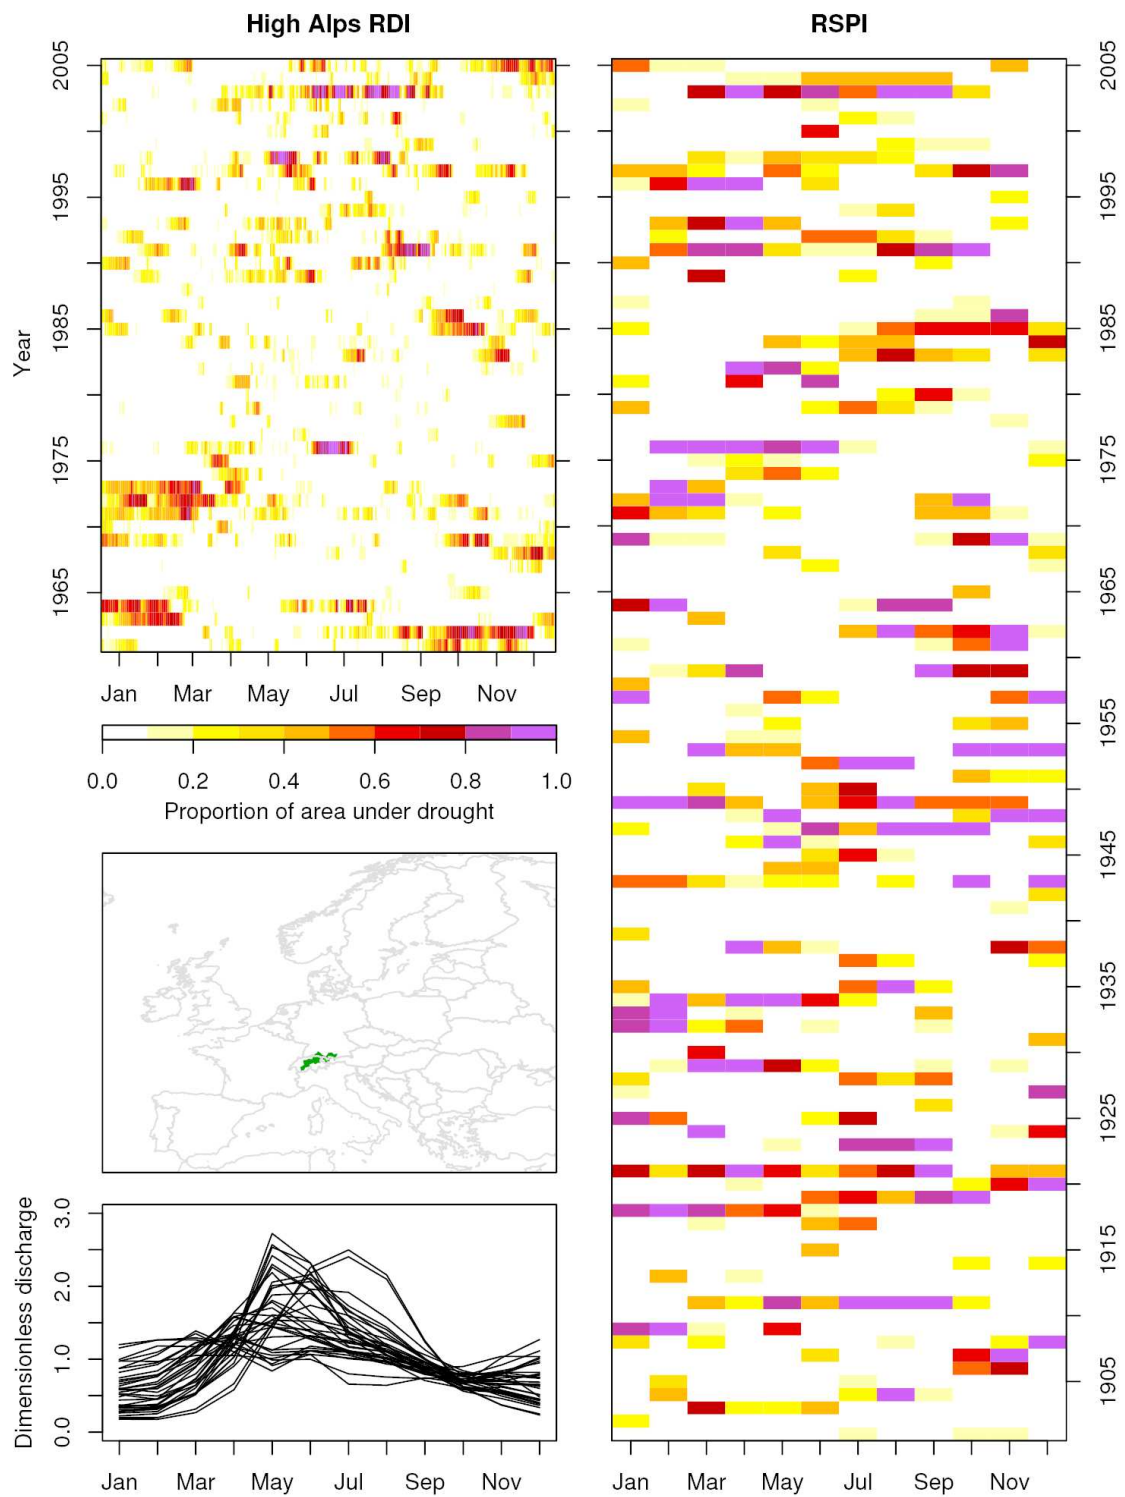 High Alps RDI
Year
2005
1995
1985
1975
1965
Jan Mar May Jul Sep Nov
0.0 0.2 0.4 0.6 0.8 1.0
Proportion of area under drought
Dimensionless discharge
3.0
2.0
1.0
0.0
Jan Mar May Jul Sep Nov
RSPI
2005
1995
1985
1975
1965
1955
1945
1935
1925
1915
1905
Jan Mar May Jul Sep Nov